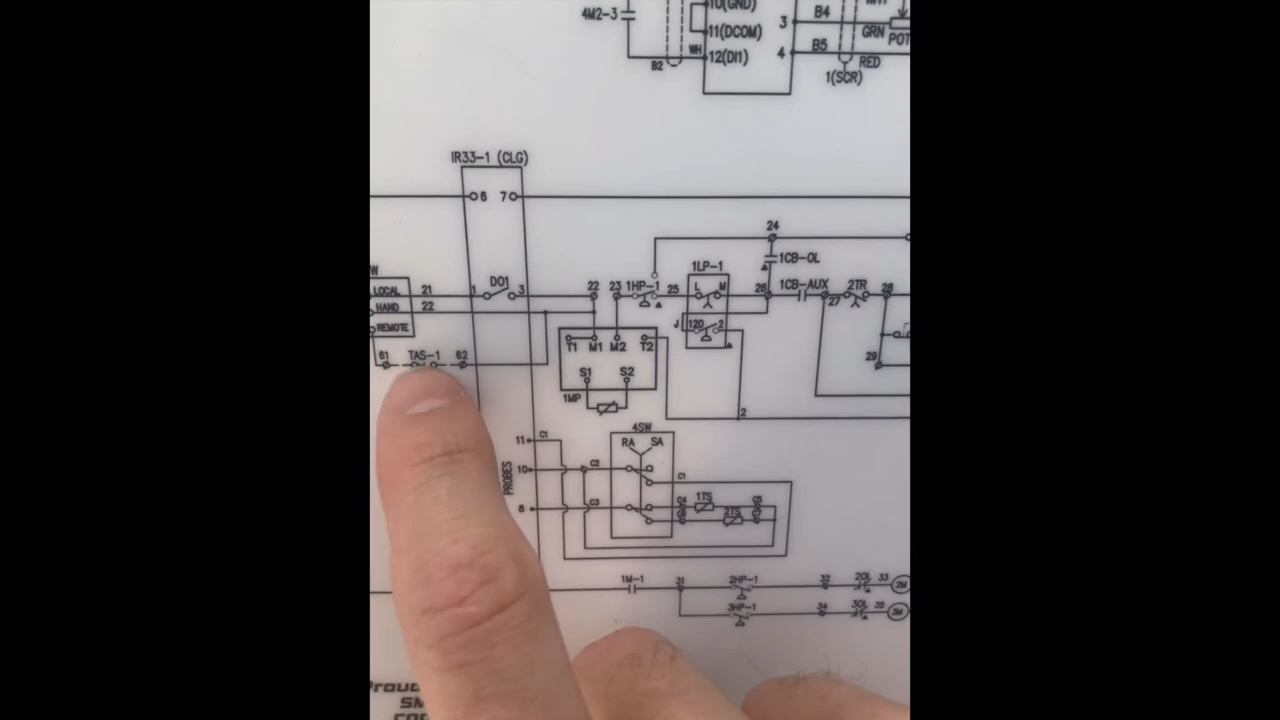 10(GND)
4M2-3
3
B4
GRN
POT
11(DCOM)
WH
12(DI1)
4
B5
RED
B2
1(SCR)
IR33-1 (CLG)
6 7
24
1CB-OL
W
LOCAL 21 1 DO1 3 22 23 1HP-1 25 1LP-1 L M 26 1CB-AUX 27 2TR 28
HAND 22
REMOTE
J 120 2
61 TAS-1 62
T1 M1 M2 T2
29
S1 S2
1MP
2
4SW
11 C1
RA SA
PROBES
10 C2 C1
8 C3 C4 1TS
2TS
1M-1 31 2HP-1 32 2OL 33 2M
3HP-1 34 3OL 35 3M